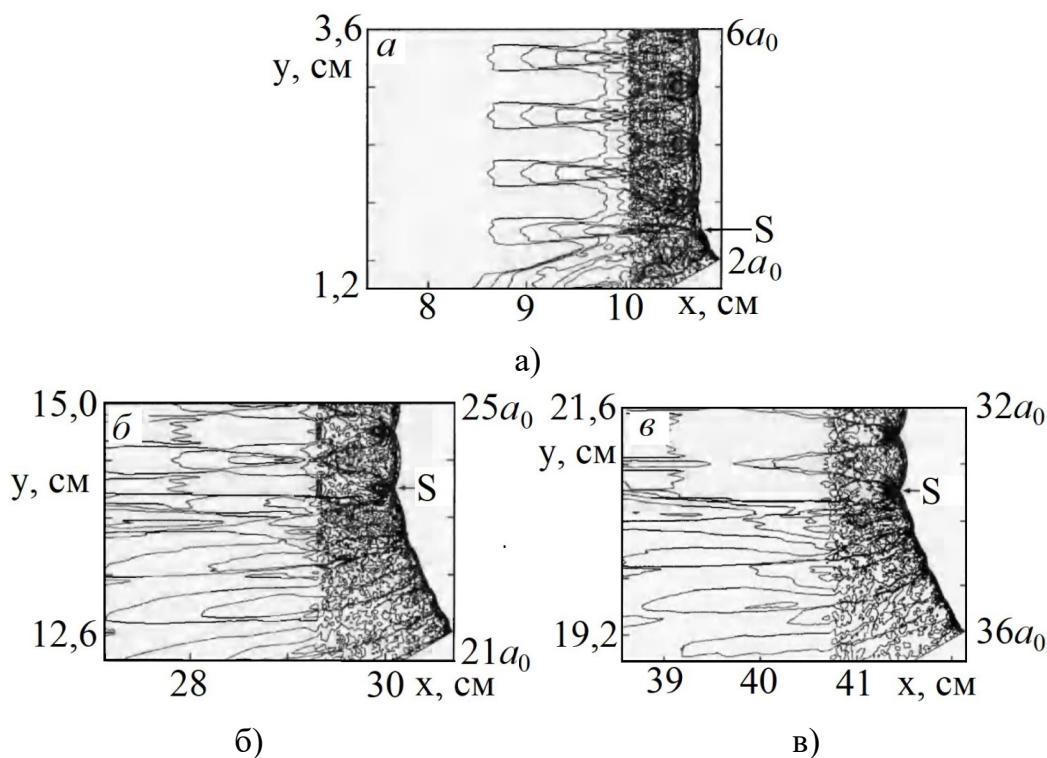 3,6
а
6a₀
y, см
S
2a₀
1,2
8
9
10
x, см
а)
15,0
б
25a₀
y, см
S
12,6
21a₀
28
30
x, см
б)
21,6
в
32a₀
y, см
S
19,2
36a₀
39
40
41
x, см
в)